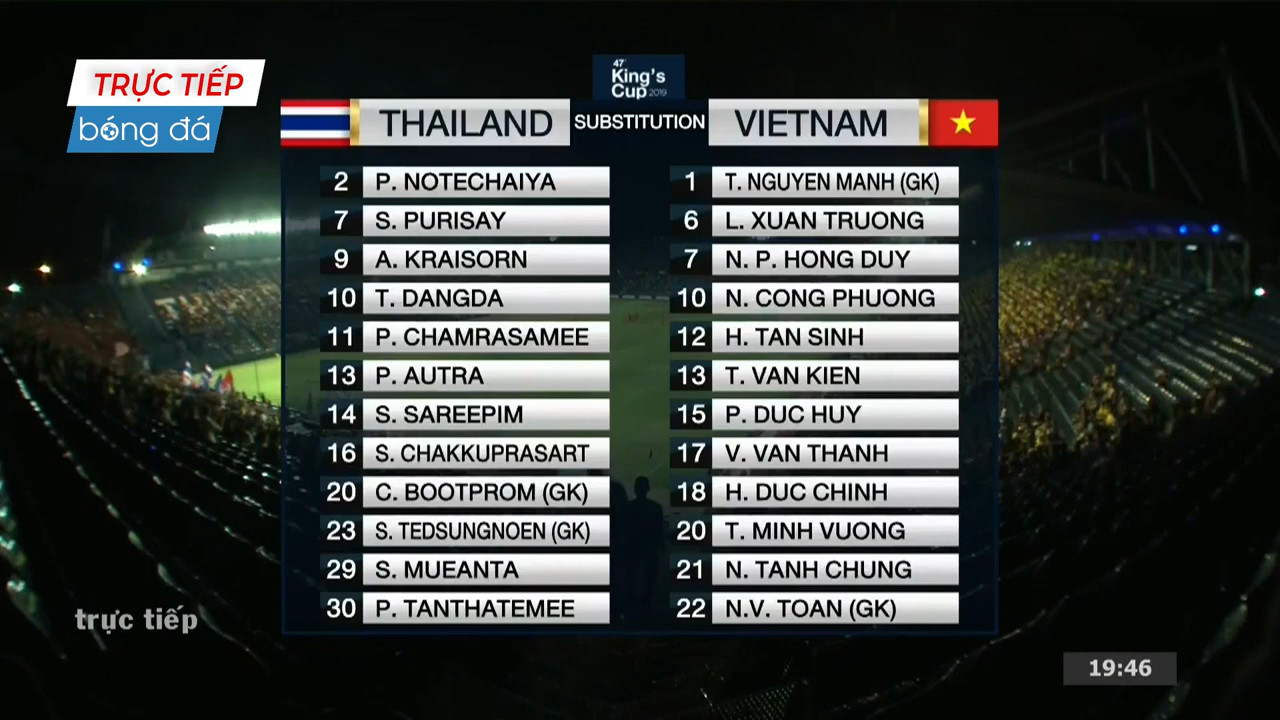 TRỰC TIẾP
bóng đá
47th King's Cup 2019
THAILAND SUBSTITUTION VIETNAM
2 P. NOTECHAIYA
7 S. PURISAY
9 A. KRAISORN
10 T. DANGDA
11 P. CHAMRASAMEE
13 P. AUTRA
14 S. SAREEPIM
16 S. CHAKKUPRASART
20 C. BOOTPROM (GK)
23 S. TEDSUNGNOEN (GK)
29 S. MUEANTA
30 P. TANTHATEMEE
1 T. NGUYEN MANH (GK)
6 L. XUAN TRUONG
7 N. P. HONG DUY
10 N. CONG PHUONG
12 H. TAN SINH
13 T. VAN KIEN
15 P. DUC HUY
17 V. VAN THANH
18 H. DUC CHINH
20 T. MINH VUONG
21 N. TANH CHUNG
22 N.V. TOAN (GK)
trực tiếp
19:46